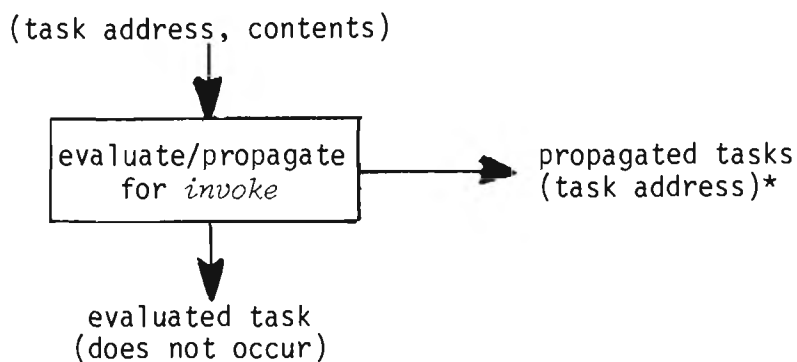 (task address, contents)
evaluate/propagate
for invoke
propagated tasks
(task address)*
evaluated task
(does not occur)